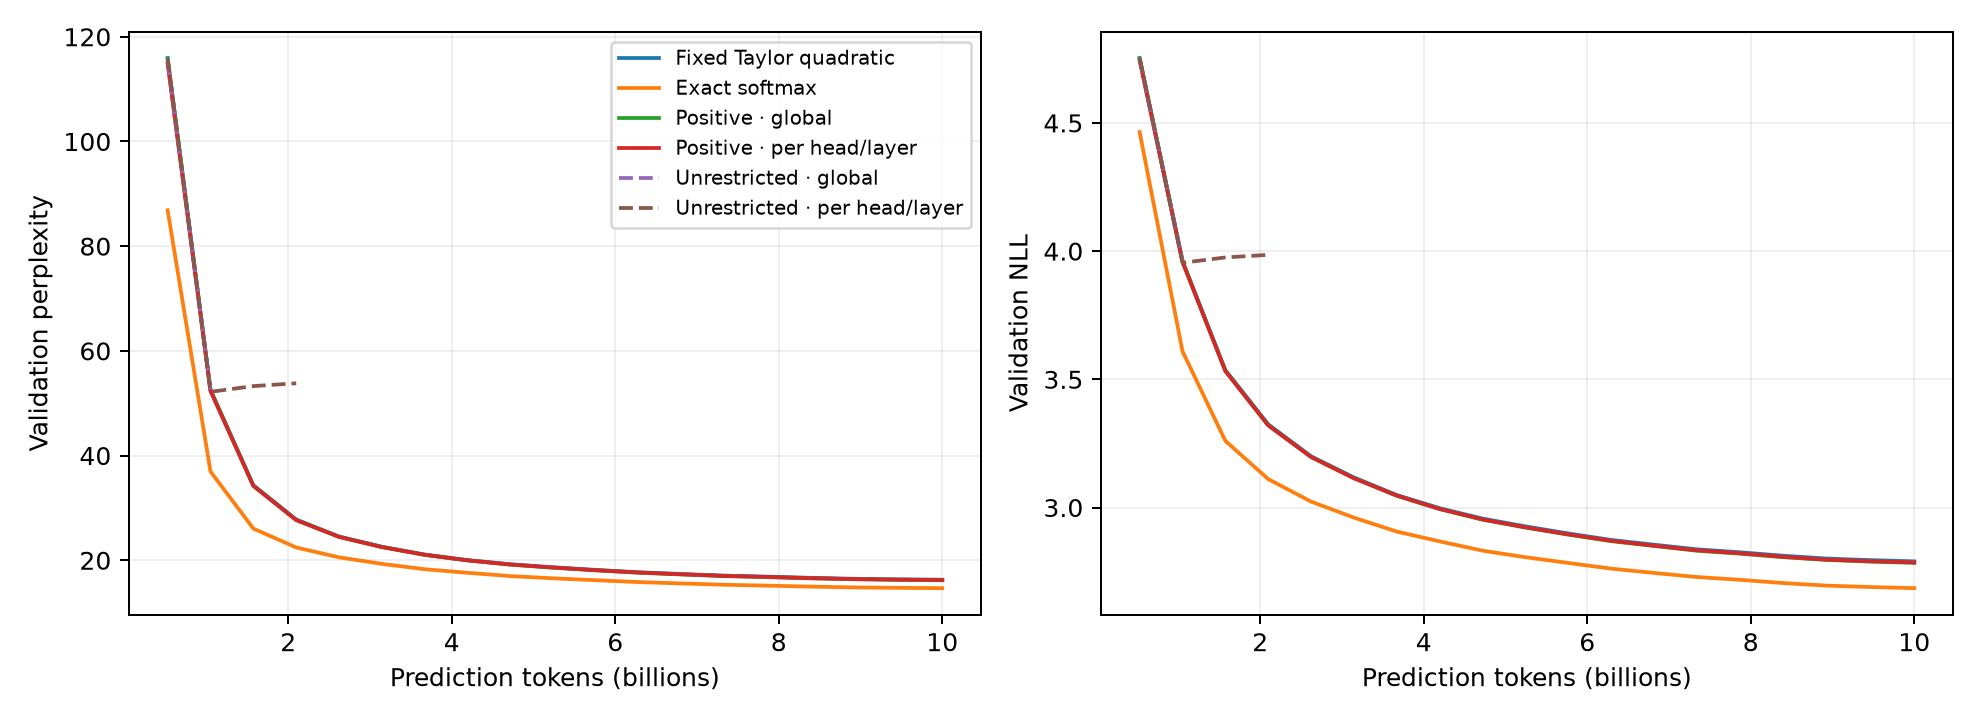 120
100
80
60
40
20
Validation perplexity
2
4
6
8
10
Prediction tokens (billions)
Fixed Taylor quadratic
Exact softmax
Positive · global
Positive · per head/layer
Unrestricted · global
Unrestricted · per head/layer
4.5
4.0
3.5
3.0
Validation NLL
2
4
6
8
10
Prediction tokens (billions)